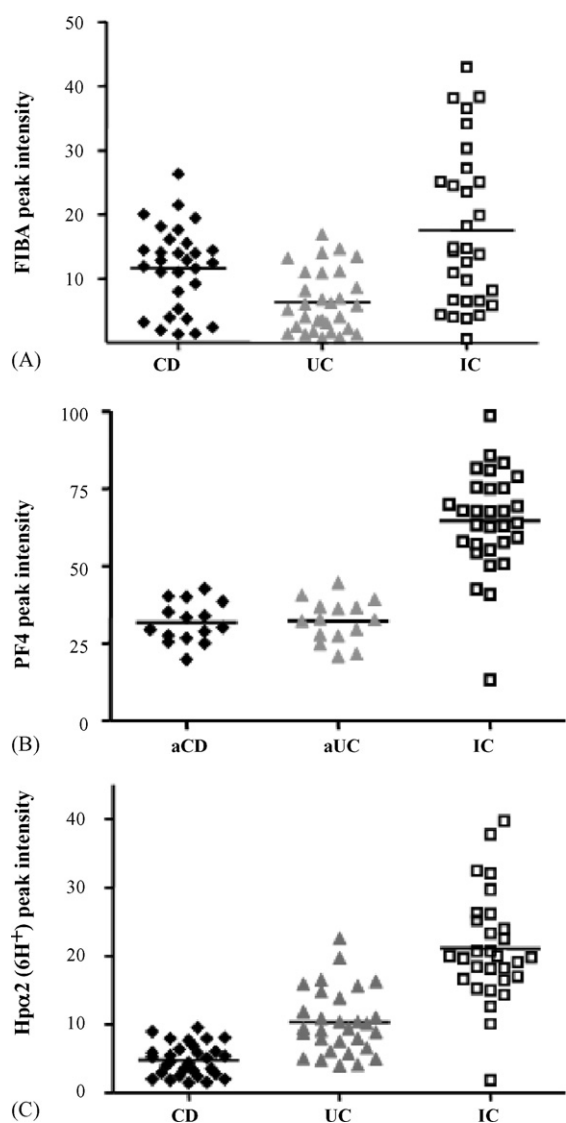 50
40
30
20
10
FIBA peak intensity
(A)
CD UC IC
100
75
50
25
0
PF4 peak intensity
(B)
aCD aUC IC
40
30
20
10
0
Hpα2 (6H+) peak intensity
(C)
CD UC IC